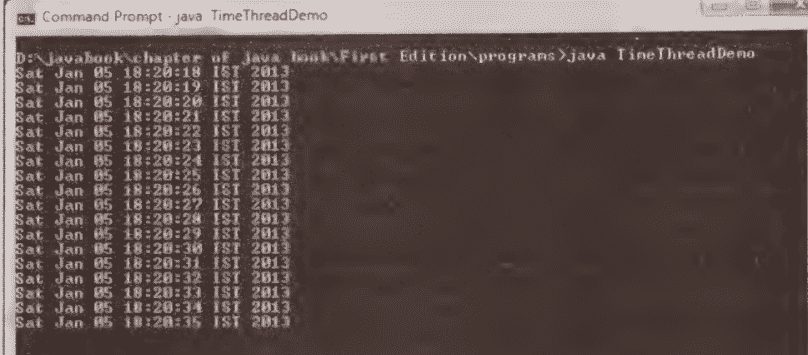 Command Prompt - java TimeThreadDemo
D:\javabook\chapter of java book\First Edition\programs>java TimeThreadDemo
Sat Jan 05 18:20:18 IST 2013
Sat Jan 05 18:20:19 IST 2013
Sat Jan 05 18:20:20 IST 2013
Sat Jan 05 18:20:21 IST 2013
Sat Jan 05 18:20:22 IST 2013
Sat Jan 05 18:20:23 IST 2013
Sat Jan 05 18:20:24 IST 2013
Sat Jan 05 18:20:25 IST 2013
Sat Jan 05 18:20:26 IST 2013
Sat Jan 05 18:20:27 IST 2013
Sat Jan 05 18:20:28 IST 2013
Sat Jan 05 18:20:29 IST 2013
Sat Jan 05 18:20:30 IST 2013
Sat Jan 05 18:20:31 IST 2013
Sat Jan 05 18:20:32 IST 2013
Sat Jan 05 18:20:33 IST 2013
Sat Jan 05 18:20:34 IST 2013
Sat Jan 05 18:20:35 IST 2013